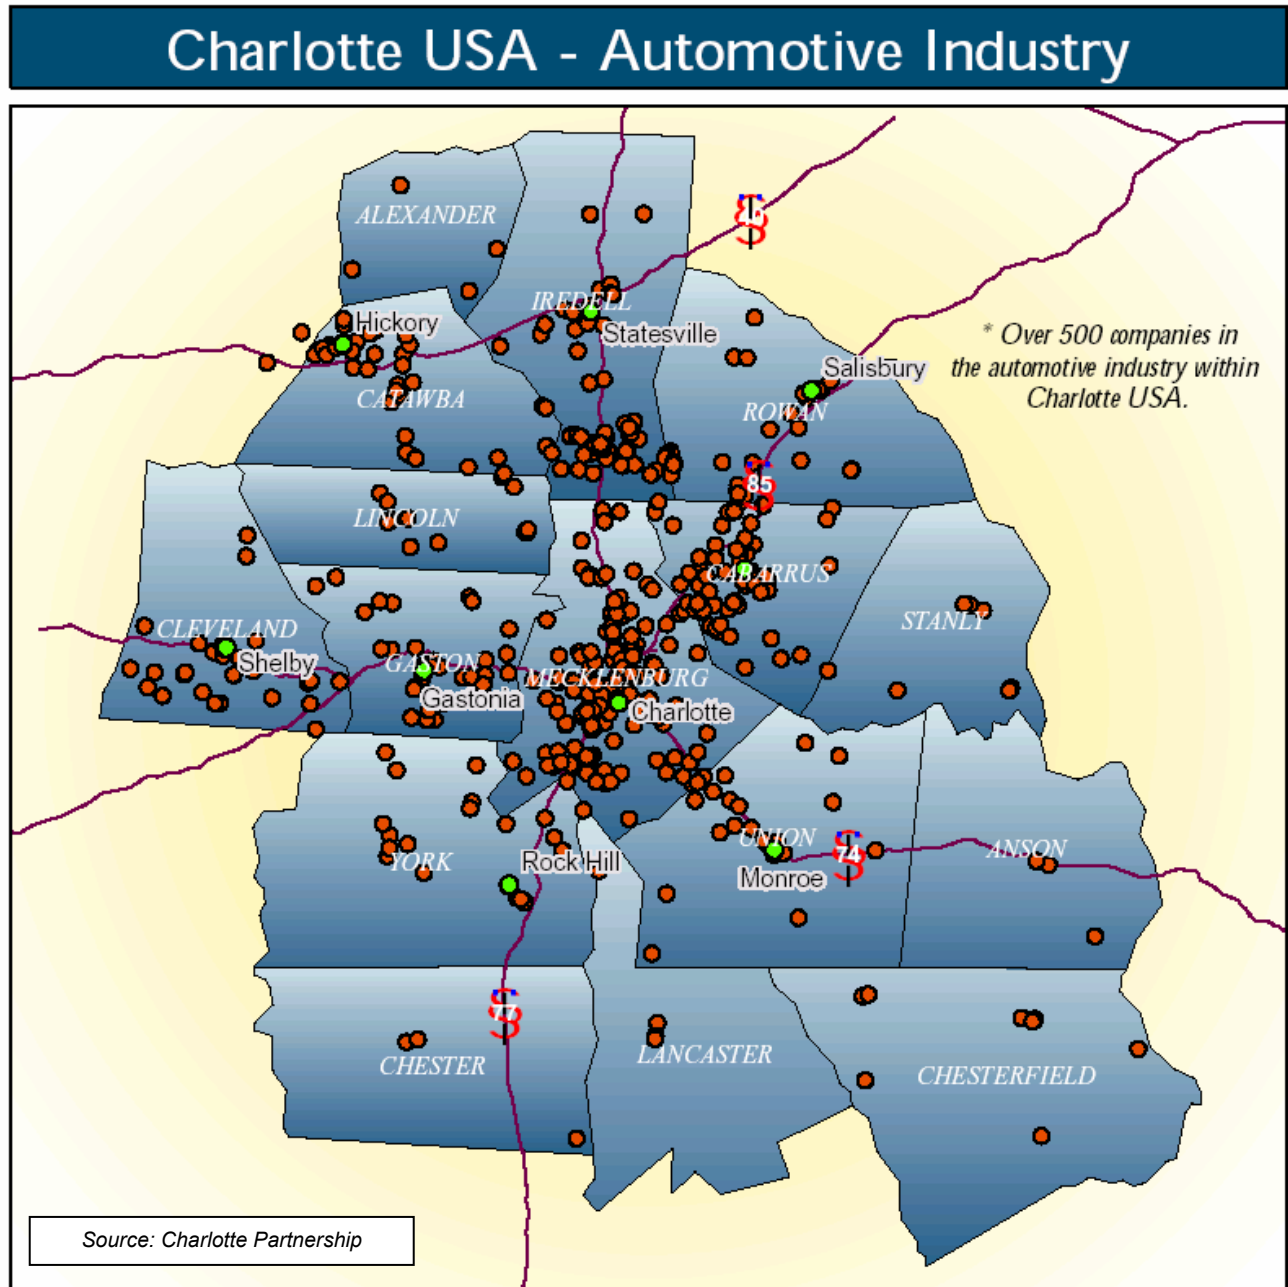 Charlotte USA - Automotive Industry
ALEXANDER
IREDELL
Hickory
Statesville
* Over 500 companies in
the automotive industry within
Charlotte USA.
Salisbury
CATAWBA
ROWAN
85
LINCOLN
CABARRUS
STANLY
CLEVELAND
Shelby
GASTON
Gastonia
MECKLENBURG
Charlotte
UNION
74
ANSON
YORK
Rock Hill
Monroe
77
CHESTER
LANCASTER
CHESTERFIELD
Source: Charlotte Partnership